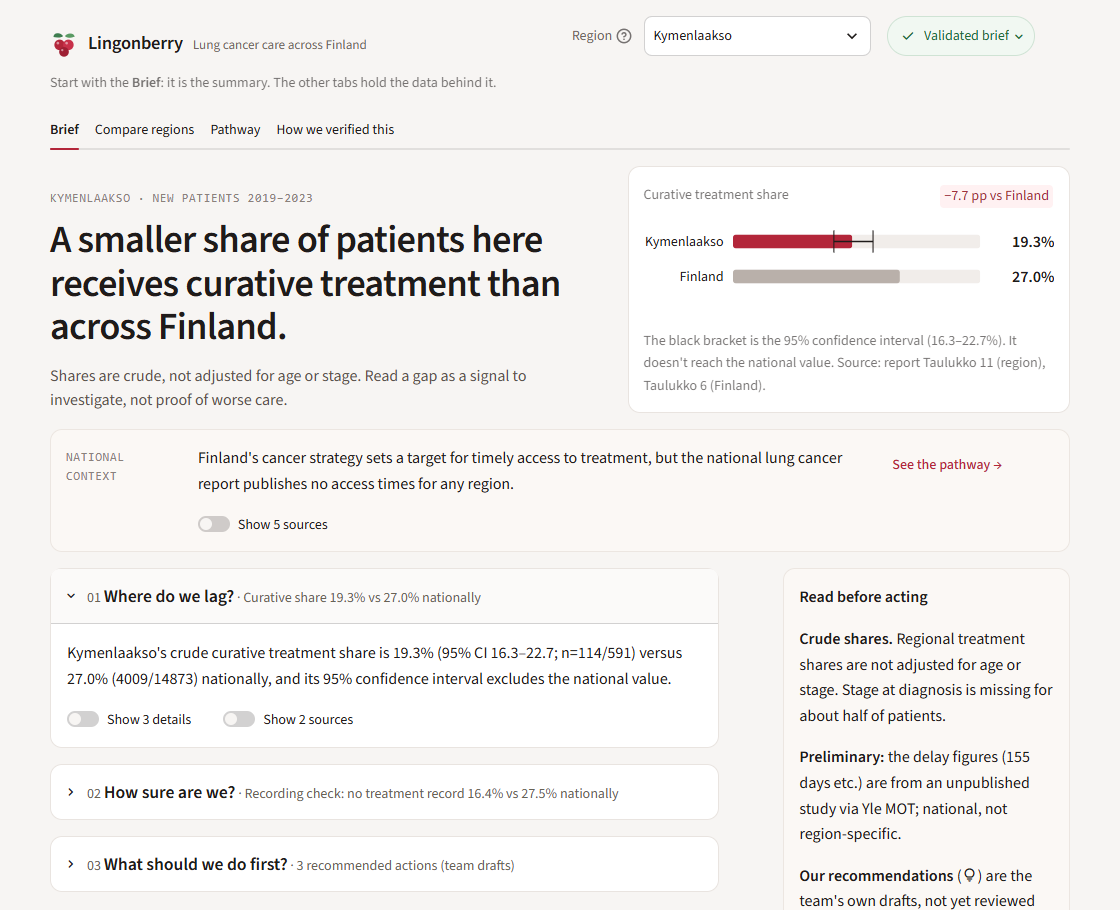 Lingonberry Lung cancer care across Finland
Region ? Kymenlaakso Validated brief
Start with the Brief: it is the summary. The other tabs hold the data behind it.
Brief Compare regions Pathway How we verified this
KYMENLAAKSO · NEW PATIENTS 2019–2023
A smaller share of patients here
receives curative treatment than
across Finland.
Shares are crude, not adjusted for age or stage. Read a gap as a signal to
investigate, not proof of worse care.
Curative treatment share −7.7 pp vs Finland
Kymenlaakso 19.3%
Finland 27.0%
The black bracket is the 95% confidence interval (16.3–22.7%). It
doesn't reach the national value. Source: report Taulukko 11 (region),
Taulukko 6 (Finland).
NATIONAL
CONTEXT
Finland's cancer strategy sets a target for timely access to treatment, but the national lung cancer
report publishes no access times for any region.
See the pathway →
Show 5 sources
01 Where do we lag? · Curative share 19.3% vs 27.0% nationally
Kymenlaakso's crude curative treatment share is 19.3% (95% CI 16.3–22.7; n=114/591) versus
27.0% (4009/14873) nationally, and its 95% confidence interval excludes the national value.
Show 3 details Show 2 sources
02 How sure are we? · Recording check: no treatment record 16.4% vs 27.5% nationally
03 What should we do first? · 3 recommended actions (team drafts)
Read before acting
Crude shares. Regional treatment
shares are not adjusted for age or
stage. Stage at diagnosis is missing for
about half of patients.
Preliminary: the delay figures (155
days etc.) are from an unpublished
study via Yle MOT; national, not
region-specific.
Our recommendations () are the
team's own drafts, not yet reviewed